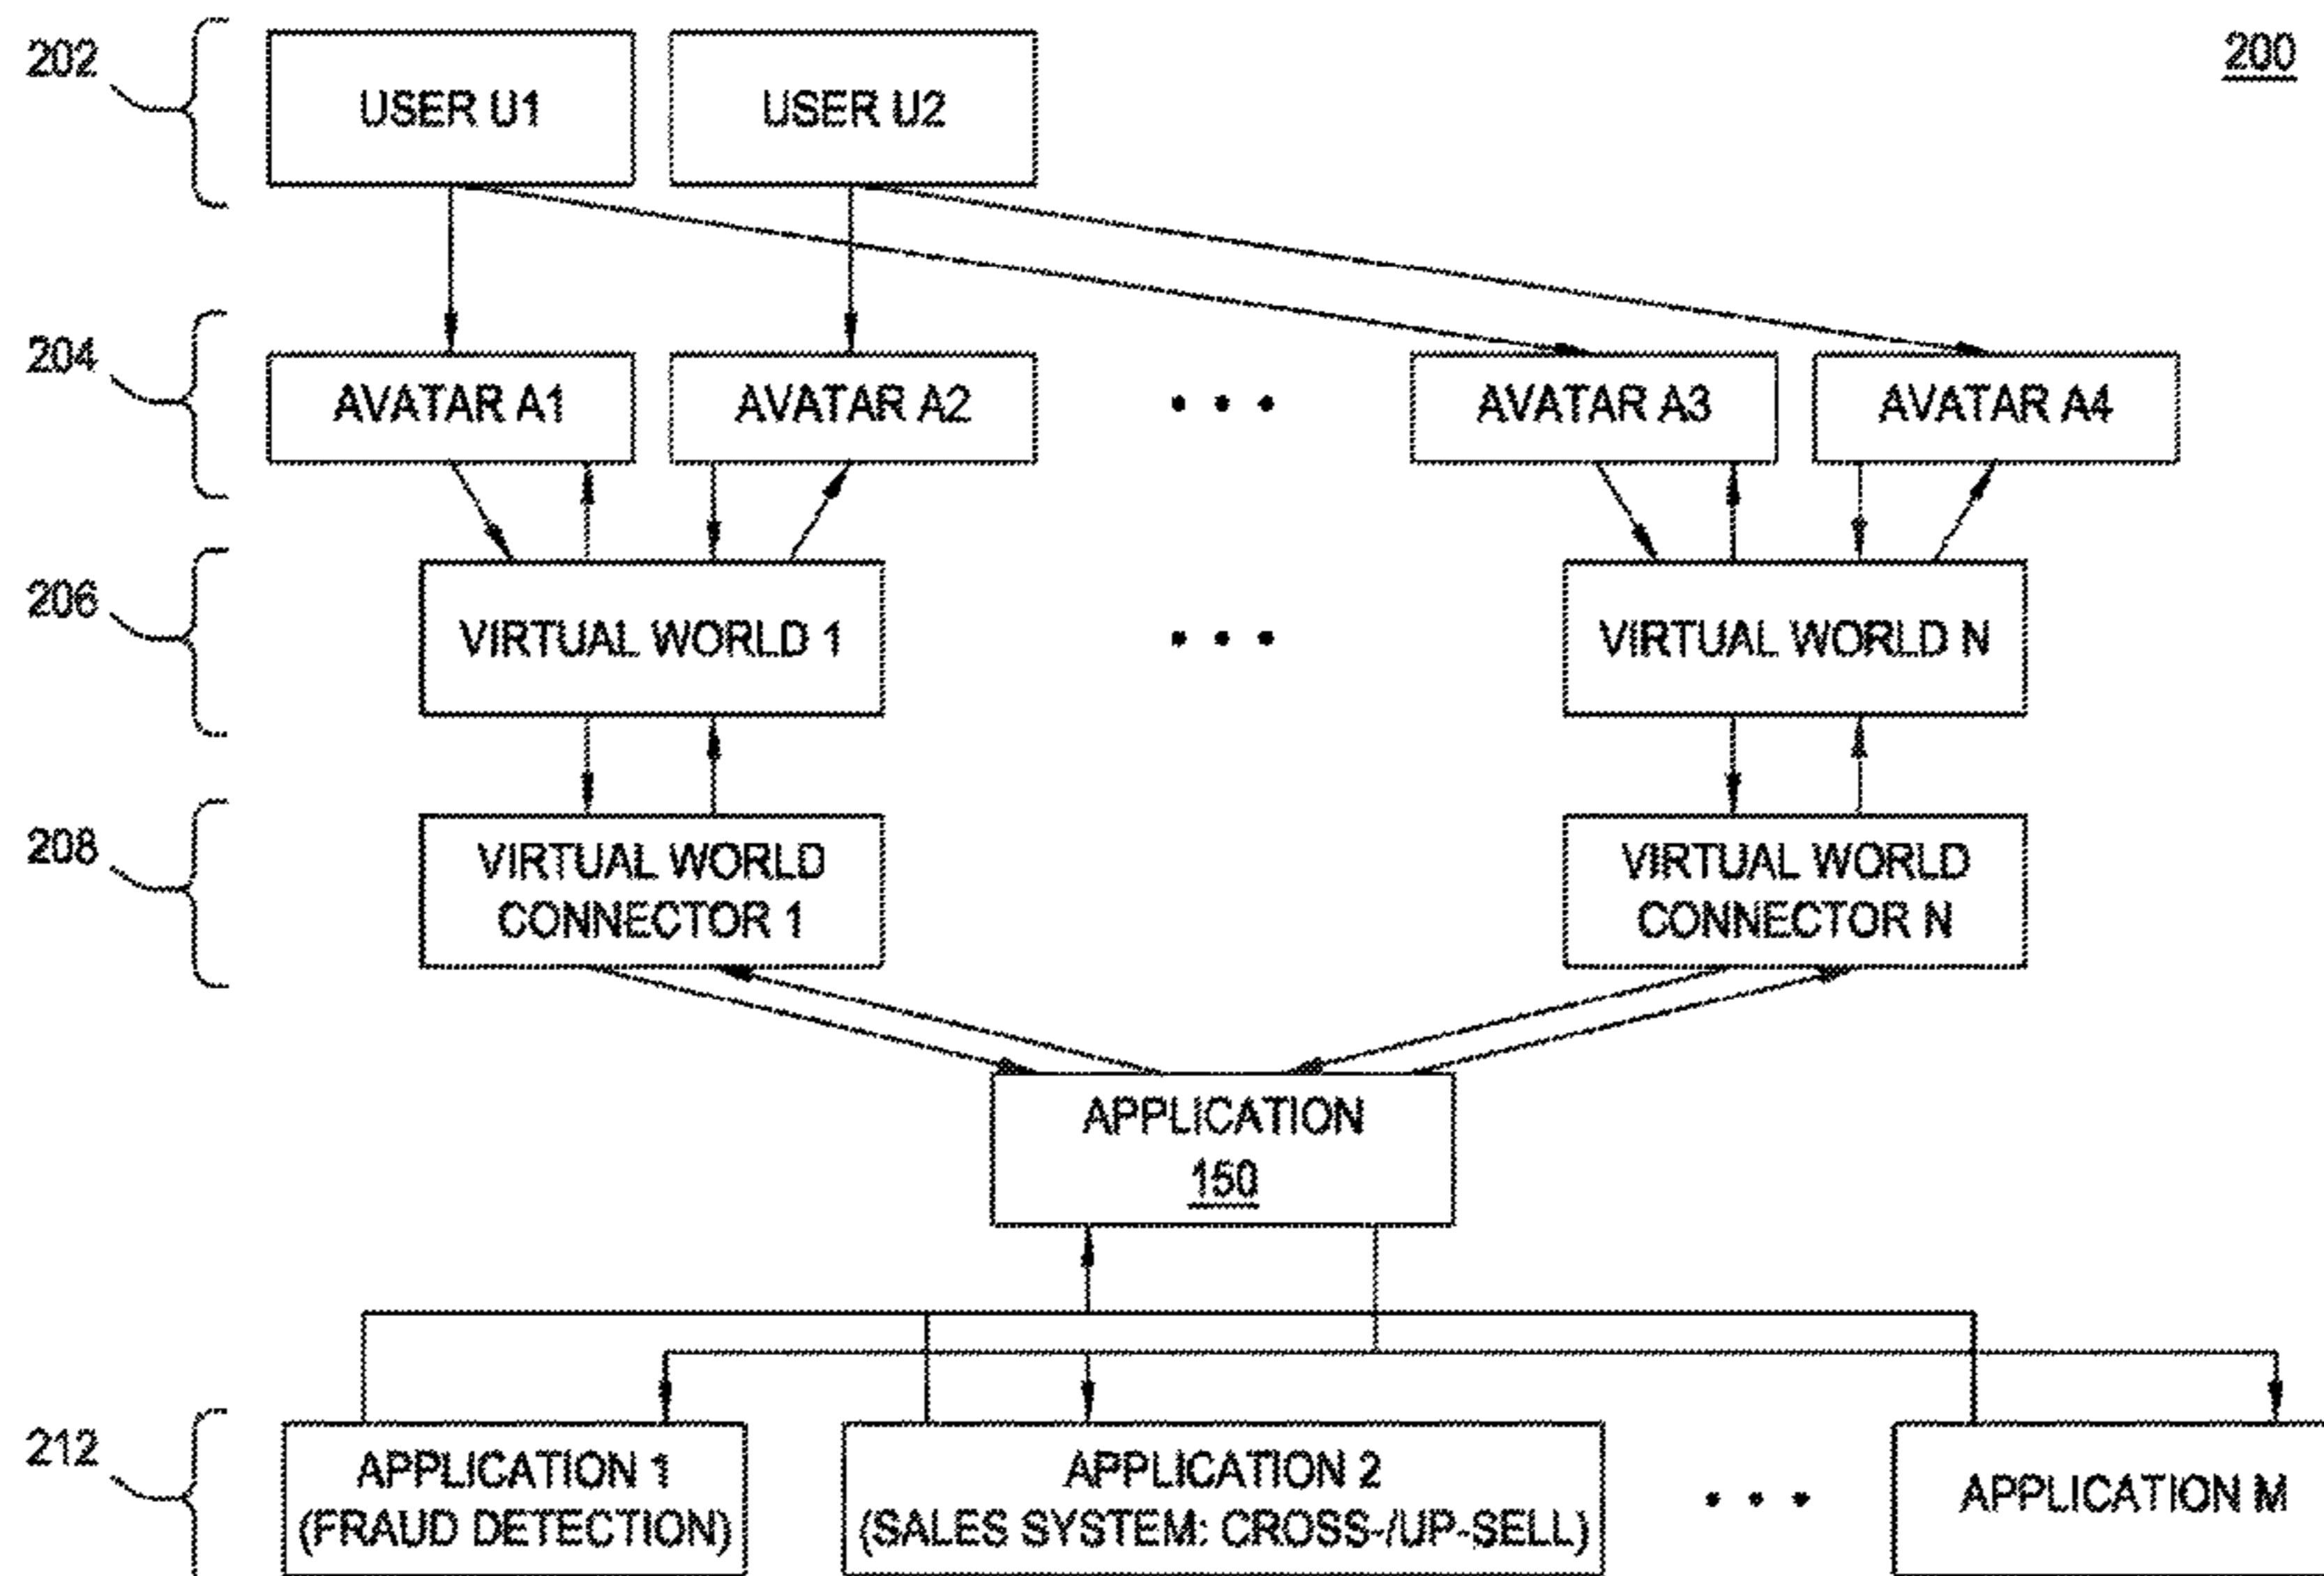 200
202
USER U1
USER U2
204
AVATAR A1
AVATAR A2
• • •
AVATAR A3
AVATAR A4
206
VIRTUAL WORLD 1
• • •
VIRTUAL WORLD N
208
VIRTUAL WORLD
CONNECTOR 1
VIRTUAL WORLD
CONNECTOR N
APPLICATION
150
212
APPLICATION 1
(FRAUD DETECTION)
APPLICATION 2
(SALES SYSTEM: CROSS-/UP-SELL)
• • •
APPLICATION M